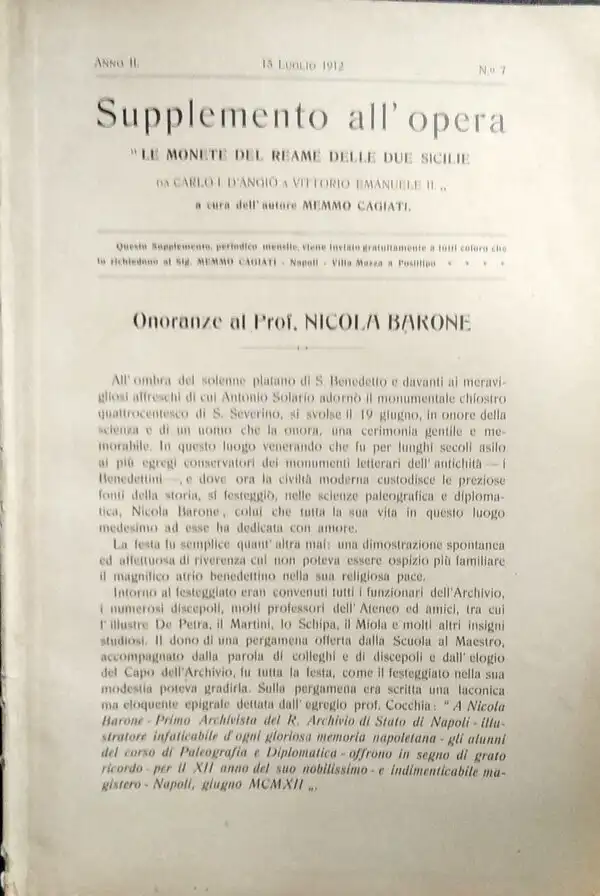 ANNO II.
15 LUGLIO 1912
N.º 7
Supplemento all' opera
" LE MONETE DEL REAME DELLE DUE SICILIE
DA CARLO I D'ANGIÒ A VITTORIO EMANUELE II „
a cura dell' autore MEMMO CAGIATI.
Questo Supplemento, periodico mensile, viene inviato gratuitamente a tutti coloro che
lo richiedono al Sig. MEMMO CAGIATI - Napoli - Villa Mazza a Posillipo
Onoranze al Prof. NICOLA BARONE
All'ombra del solenne platano di S. Benedetto e davanti ai meravi-
gliosi affreschi di cui Antonio Solario adornò il monumentale chiostro
quattrocentesco di S. Severino, si svolse il 19 giugno, in onore della
scienza e di un uomo che la onora, una cerimonia gentile e me-
morabile. In questo luogo venerando che fu per lunghi secoli asilo
ai più egregi conservatori dei monumenti letterari dell' antichità — i
Benedettini —, e dove ora la civiltà moderna custodisce le preziose
fonti della storia, si festeggiò, nelle scienze paleografica e diploma-
tica, Nicola Barone, colui che tutta la sua vita in questo luogo
medesimo ad esse ha dedicata con amore.
La festa fu semplice quant' altra mai: una dimostrazione spontanea
ed affettuosa di riverenza cui non poteva essere ospizio più familiare
il magnifico atrio benedettino nella sua religiosa pace.
Intorno al festeggiato eran convenuti tutti i funzionari dell'Archivio,
i numerosi discepoli, molti professori dell' Ateneo ed amici, tra cui
l'illustre De Petra, il Martini, lo Schipa, il Miola e molti altri insigni
studiosi. Il dono di una pergamena offerta dalla Scuola al Maestro,
accompagnato dalla parola di colleghi e di discepoli e dall'elogio
del Capo dell'Archivio, fu tutta la festa, come il festeggiato nella sua
modestia poteva gradirla. Sulla pergamena era scritta una laconica
ma eloquente epigrafe dettata dall'egregio prof. Cocchia: " A Nicola
Barone - Primo Archivista del R. Archivio di Stato di Napoli - illu-
stratore infaticabile d'ogni gloriosa memoria napoletana - gli alunni
del corso di Paleografia e Diplomatica - offrono in segno di grato
ricordo - per il XII anno del suo nobilissimo - e indimenticabile ma-
gistero - Napoli, giugno MCMXII „.